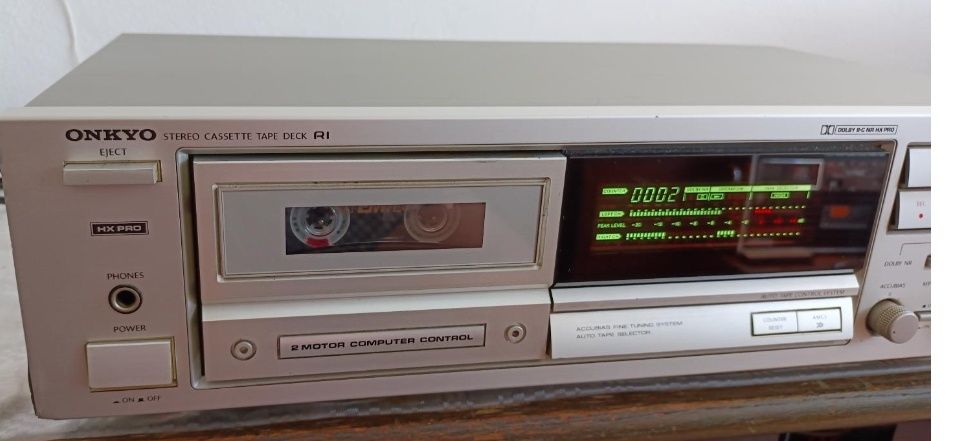 ONKYO STEREO CASSETTE TAPE DECK R1
DOLBY B-C NR HX PRO
EJECT
COUNTER 0002
HX PRO
PEAK LEVEL
REC
DOLBY NR
PHONES
ACCUBIAS
AUTO TAPE CONTROL SYSTEM
POWER
2 MOTOR COMPUTER CONTROL
ACCUBIAS FINE TUNING SYSTEM
AUTO TAPE SELECTOR
COUNTER
RESET
AMCS
ON OFF